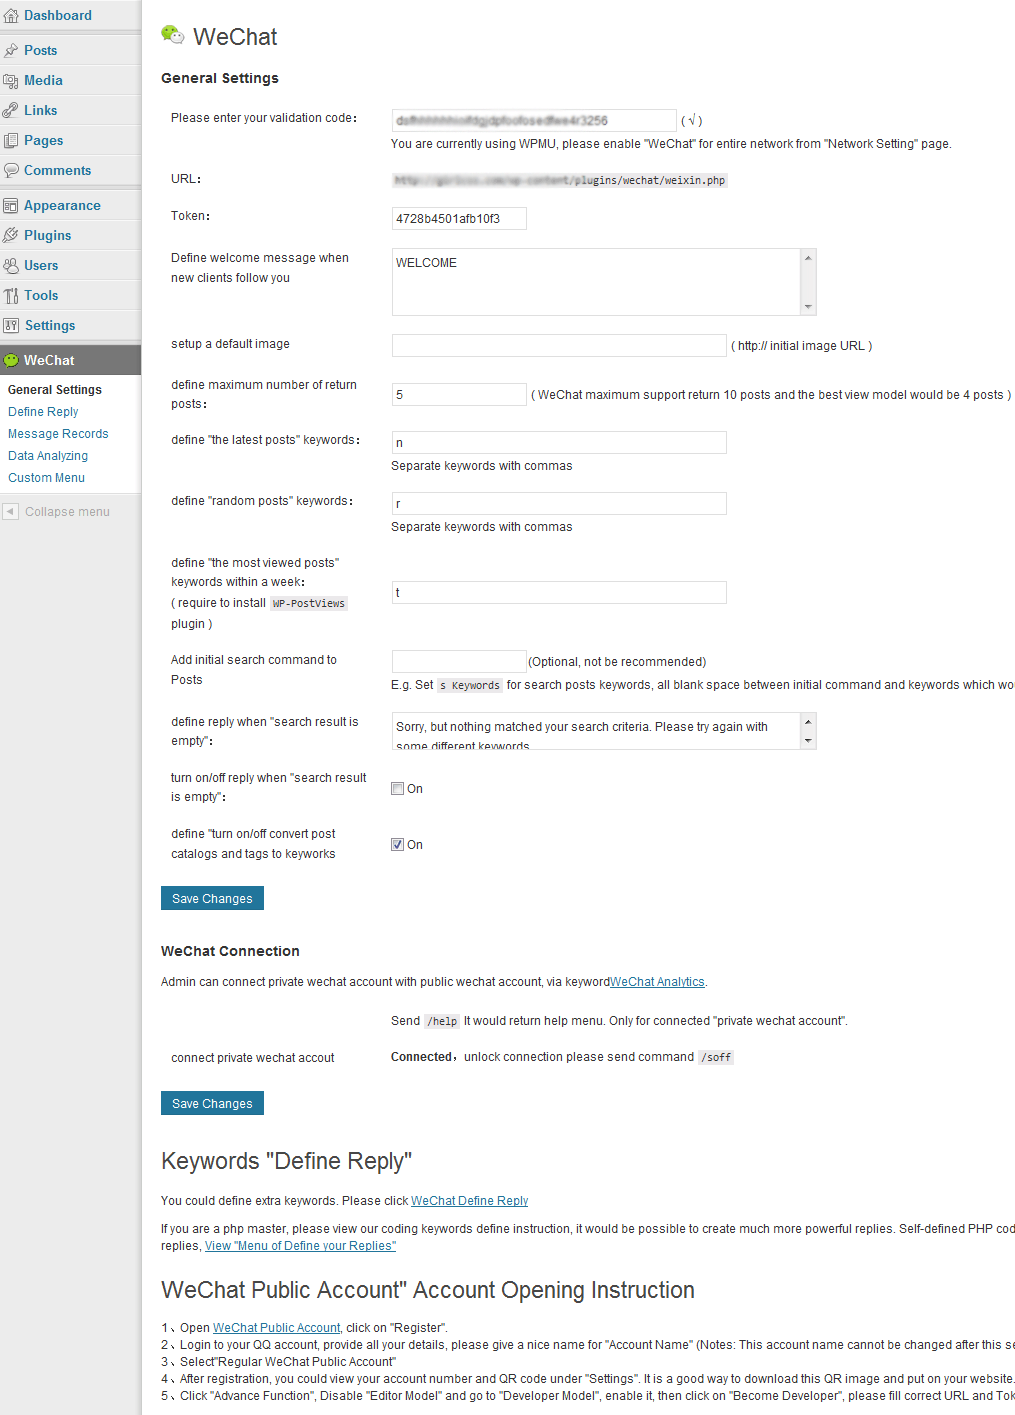 Dashboard
Posts
Media
Links
Pages
Comments
Appearance
Plugins
Users
Tools
Settings
WeChat
General Settings
Define Reply
Message Records
Data Analyzing
Custom Menu
Collapse menu
WeChat
General Settings
Please enter your validation code： ( √ )
You are currently using WPMU, please enable "WeChat" for entire network from "Network Setting" page.
URL： /plugins/wechat/weixin.php
Token： 4728b4501afb10f3
Define welcome message when
new clients follow you
WELCOME
setup a default image ( http:// initial image URL )
define maximum number of return
posts：
5 ( WeChat maximum support return 10 posts and the best view model would be 4 posts )
define "the latest posts" keywords： n
Separate keywords with commas
define "random posts" keywords： r
Separate keywords with commas
define "the most viewed posts"
keywords within a week：
( require to install WP-PostViews
plugin )
t
Add initial search command to
Posts
(Optional, not be recommended)
E.g. Set s Keywords for search posts keywords, all blank space between initial command and keywords which wou
define reply when "search result is
empty"：
Sorry, but nothing matched your search criteria. Please try again with
some different keywords
turn on/off reply when "search result
is empty"：
On
define "turn on/off convert post
catalogs and tags to keyworks
On
Save Changes
WeChat Connection
Admin can connect private wechat account with public wechat account, via keywordWeChat Analytics.
Send /help It would return help menu. Only for connected "private wechat account".
connect private wechat accout Connected，unlock connection please send command /soff
Save Changes
Keywords "Define Reply"
You could define extra keywords. Please click WeChat Define Reply
If you are a php master, please view our coding keywords define instruction, it would be possible to create much more powerful replies. Self-defined PHP cod
replies, View "Menu of Define your Replies"
WeChat Public Account" Account Opening Instruction
1、Open WeChat Public Account, click on "Register".
2、Login to your QQ account, provide all your details, please give a nice name for "Account Name" (Notes: This account name cannot be changed after this se
3、Select"Regular WeChat Public Account"
4、After registration, you could view your account number and QR code under "Settings". It is a good way to download this QR image and put on your website.
5、Click "Advance Function", Disable "Editor Model" and go to "Developer Model", enable it, then click on "Become Developer", please fill correct URL and Tok